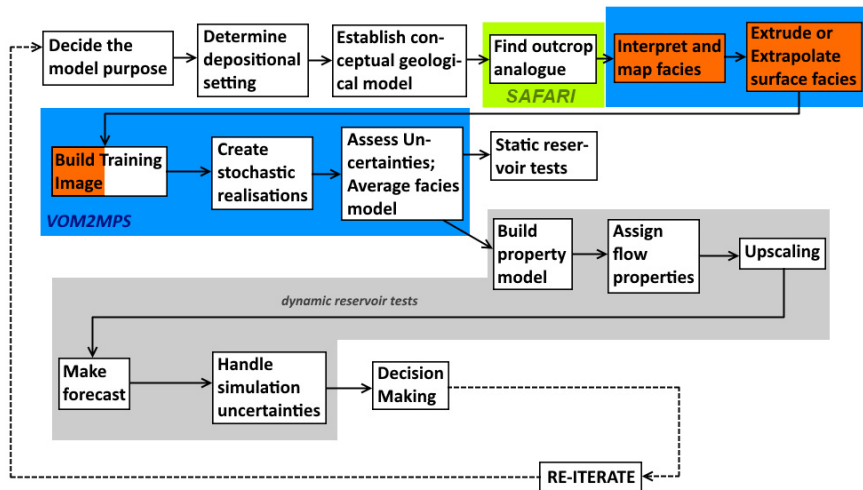 Decide the
model purpose
Determine
depositional
setting
Establish con-
ceptual geologi-
cal model
Find outcrop
analogue
SAFARI
Interpret and
map facies
Extrude or
Extrapolate
surface facies
Build Training
Image
VOM2MPS
Create
stochastic
realisations
Assess Un-
certainties;
Average facies
model
Static reser-
voir tests
Build
property
model
Assign
flow
properties
Upscaling
dynamic reservoir tests
Make
forecast
Handle
simulation
uncertainties
Decision
Making
RE-ITERATE